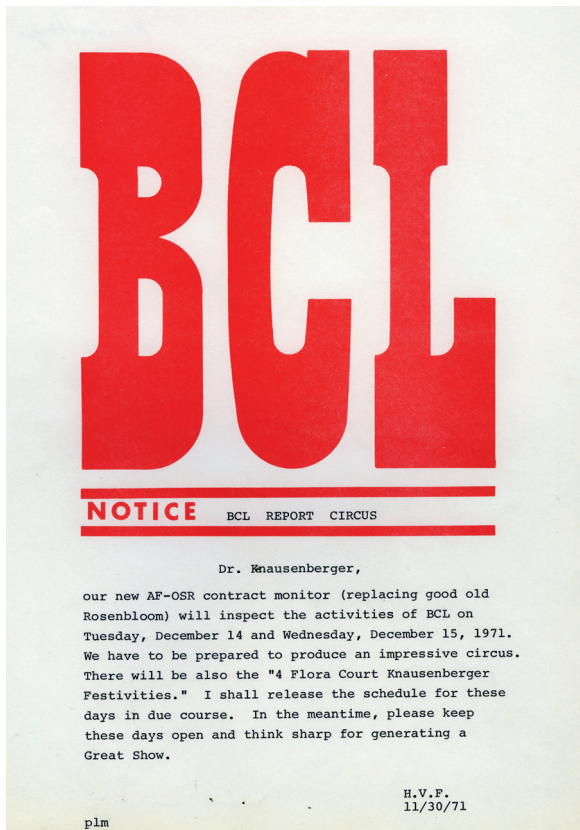 BCL
NOTICE BCL REPORT CIRCUS
Dr. Knausenberger,
our new AF-OSR contract monitor (replacing good old
Rosenbloom) will inspect the activities of BCL on
Tuesday, December 14 and Wednesday, December 15, 1971.
We have to be prepared to produce an impressive circus.
There will be also the "4 Flora Court Knausenberger
Festivities." I shall release the schedule for these
days in due course. In the meantime, please keep
these days open and think sharp for generating a
Great Show.
H.V.F.
11/30/71
plm